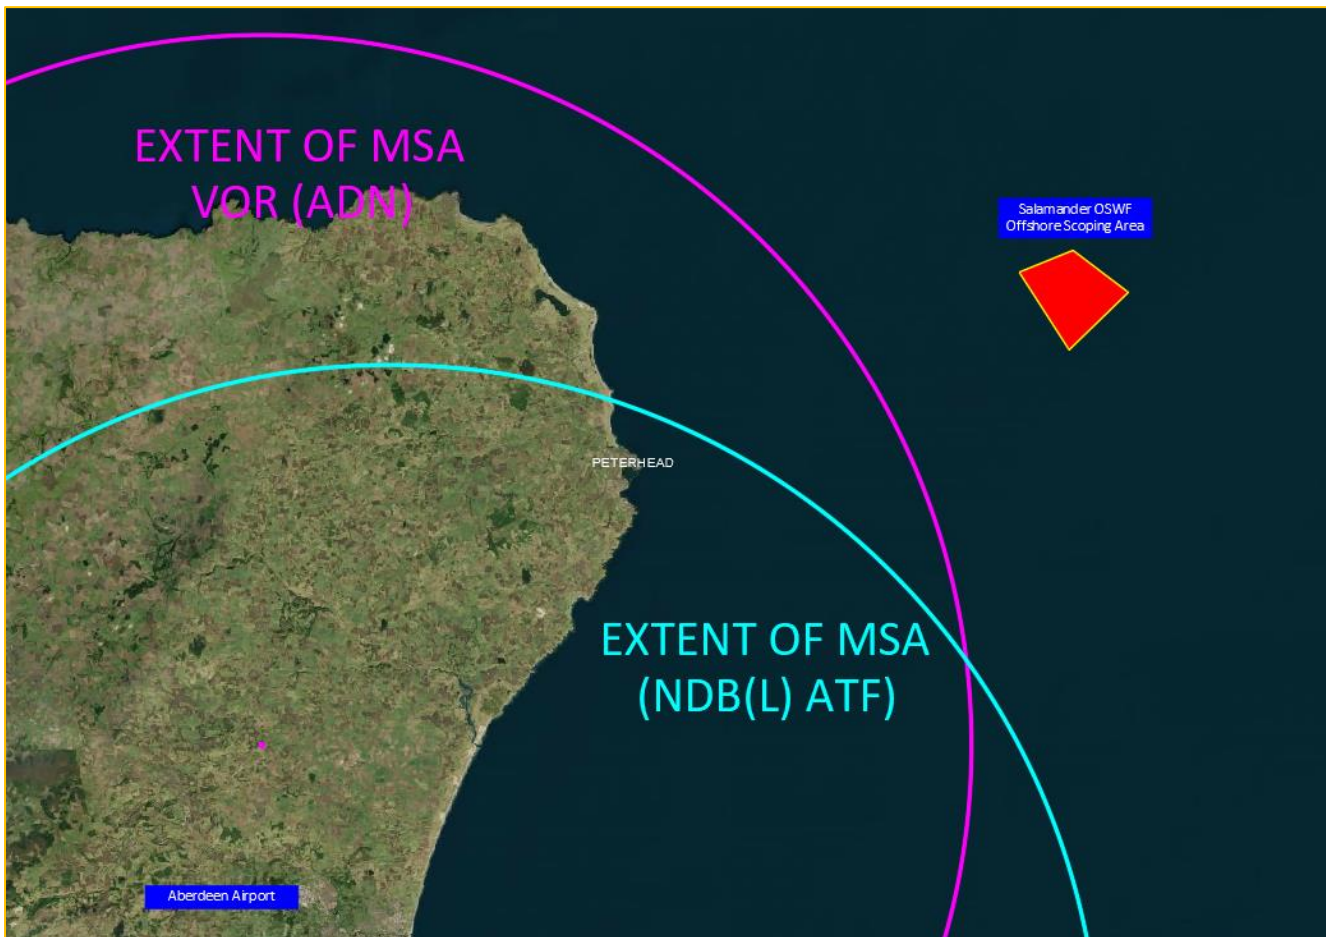 EXTENT OF MSA
VOR (ADN)
Salamander OSWF
Offshore Scoping Area
PETERHEAD
EXTENT OF MSA
(NDB(L) ATF)
Aberdeen Airport